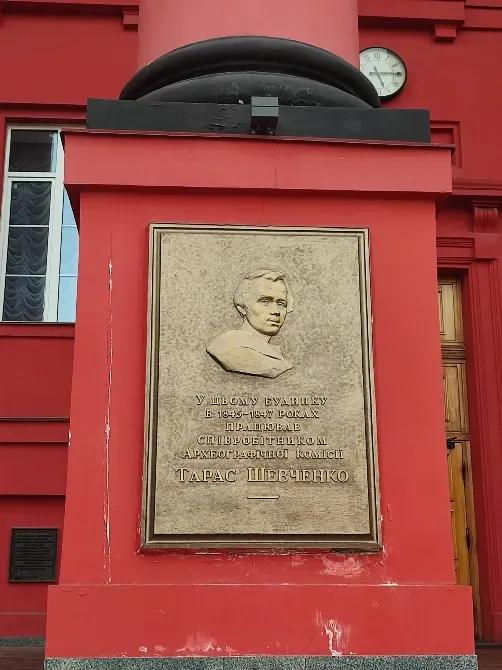 У цьому будинку
в 1845-1847 роках
працював
співробітником
Археографічної комісії
Тарас Шевченко